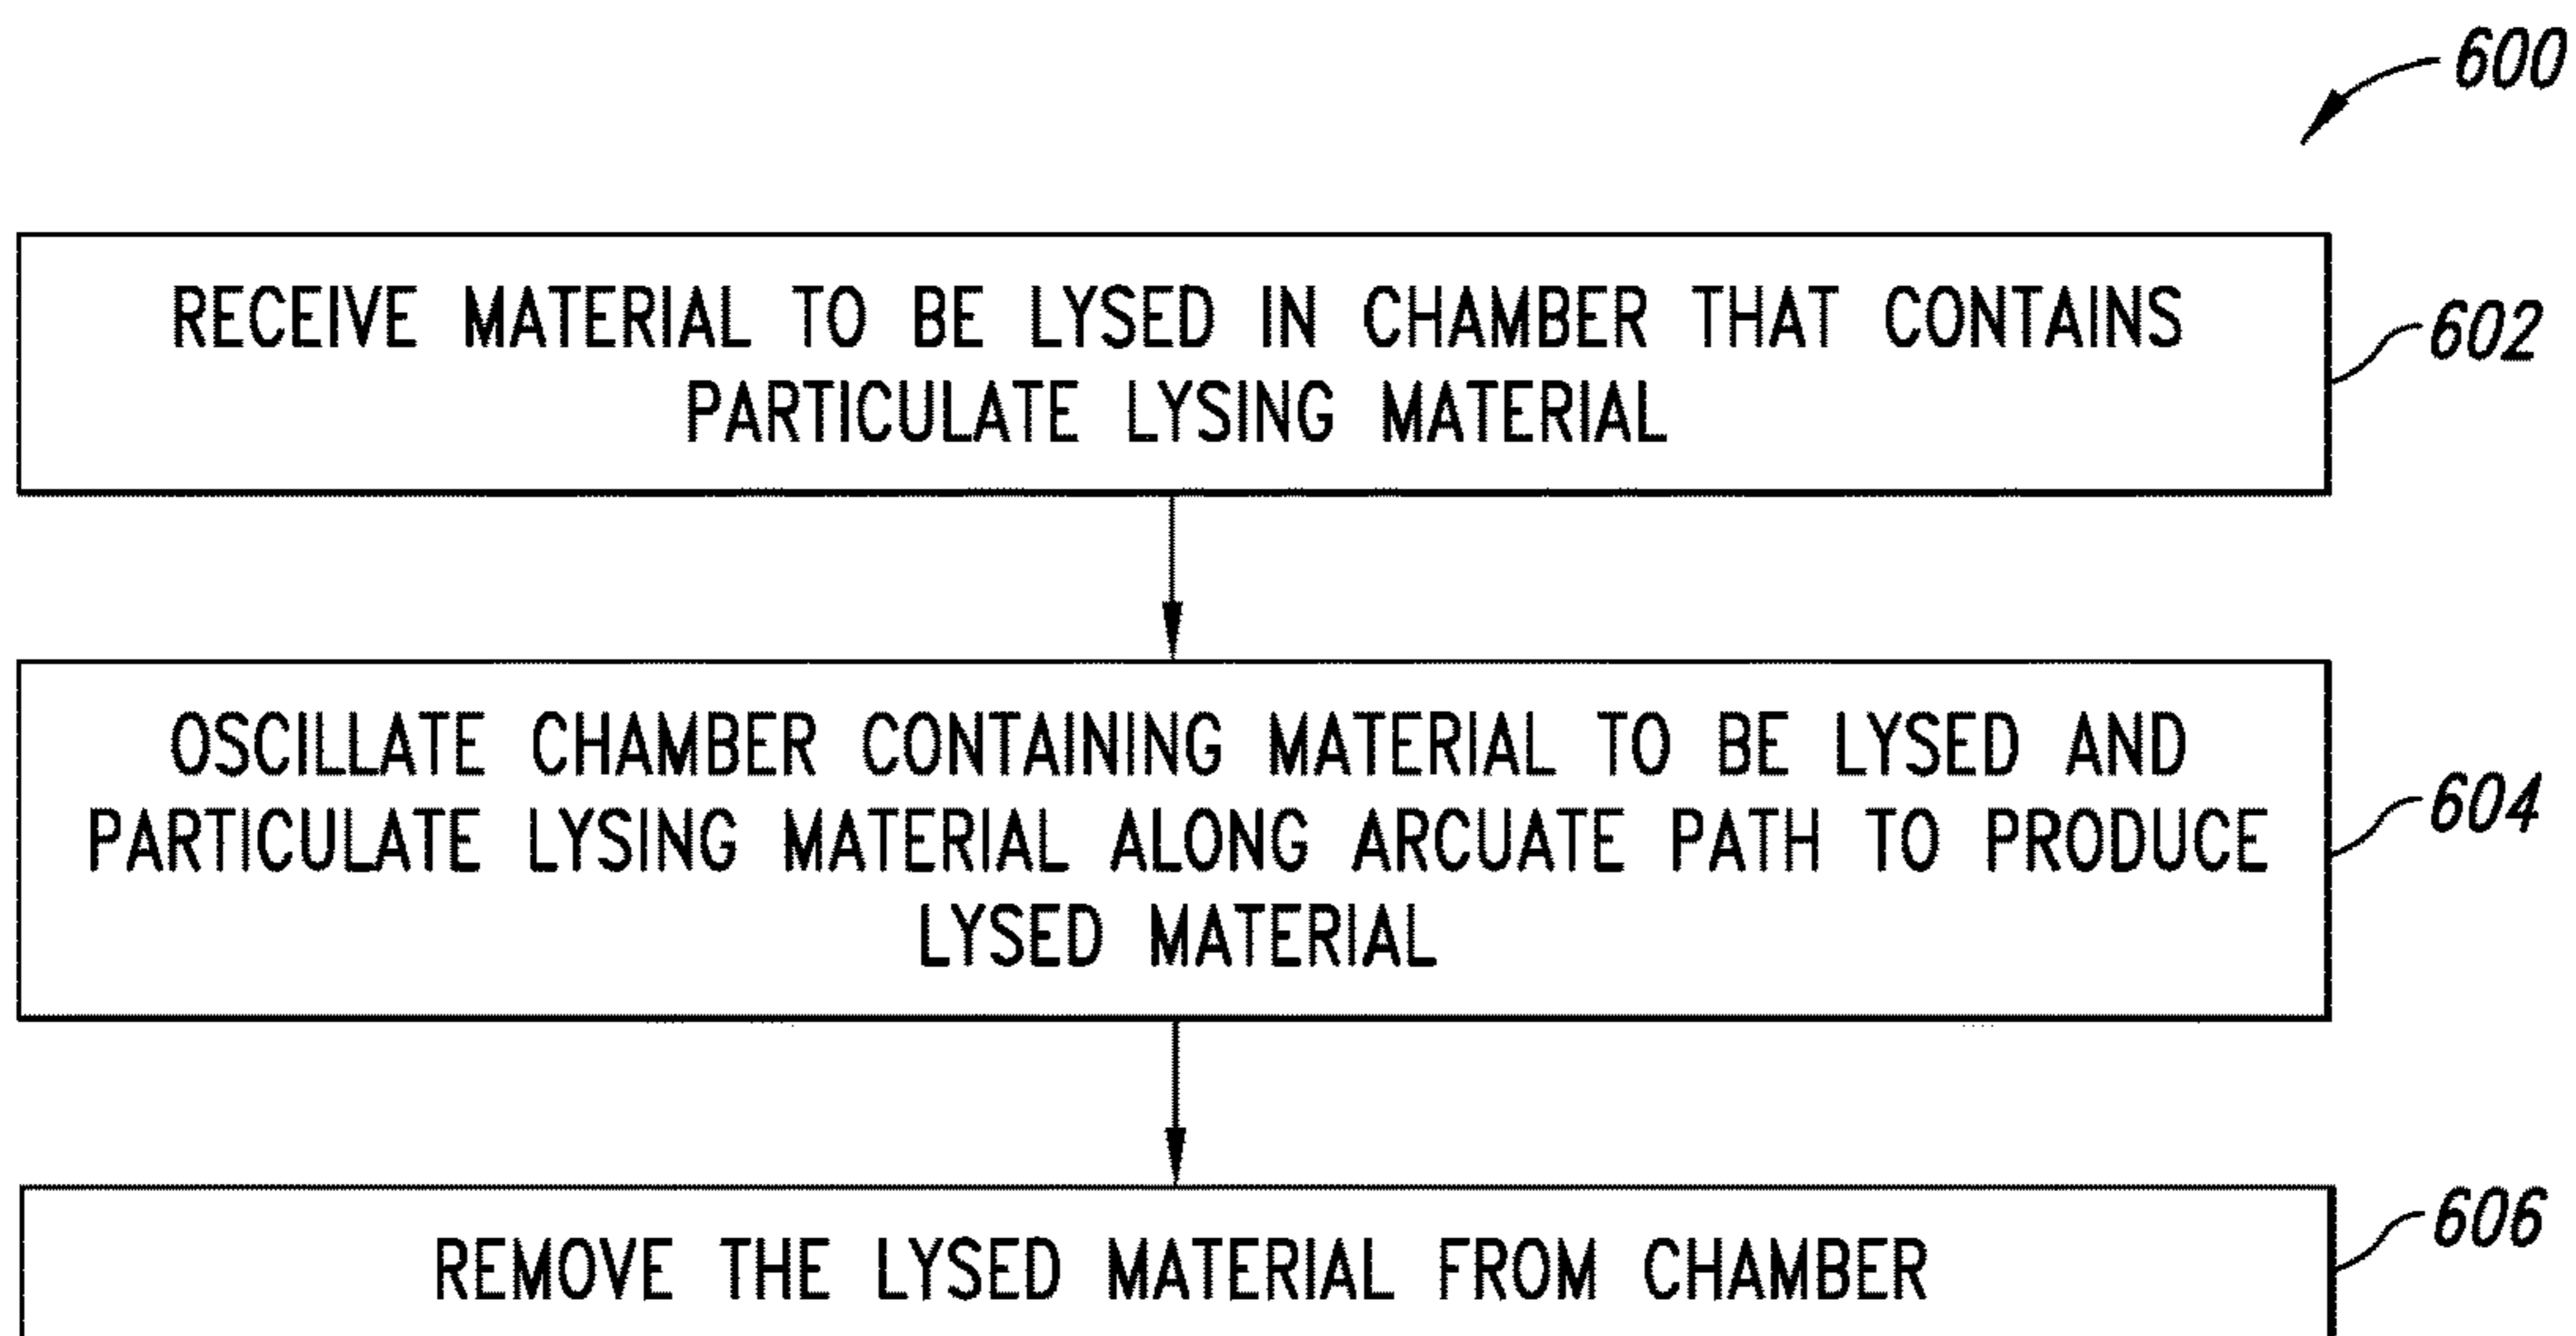 600
RECEIVE MATERIAL TO BE LYSED IN CHAMBER THAT CONTAINS
PARTICULATE LYSING MATERIAL
602
OSCILLATE CHAMBER CONTAINING MATERIAL TO BE LYSED AND
PARTICULATE LYSING MATERIAL ALONG ARCUATE PATH TO PRODUCE
LYSED MATERIAL
604
REMOVE THE LYSED MATERIAL FROM CHAMBER
606